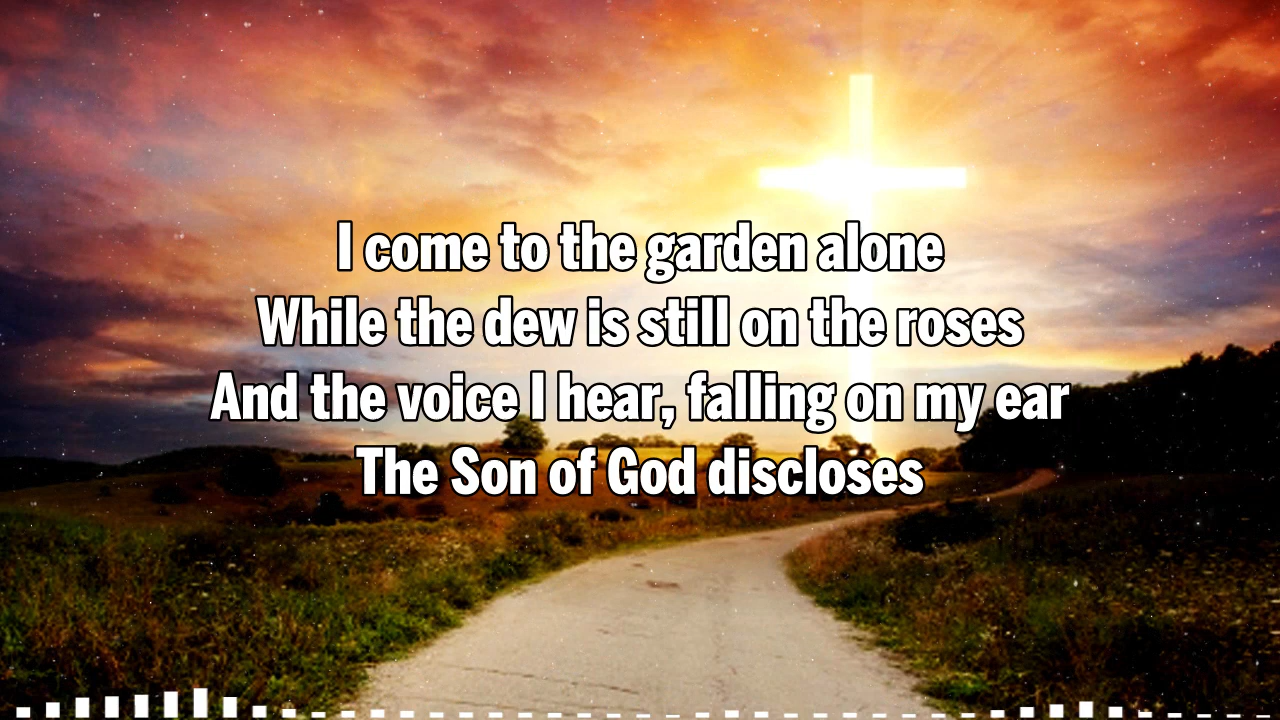 I come to the garden alone
While the dew is still on the roses
And the voice I hear, falling on my ear
The Son of God discloses